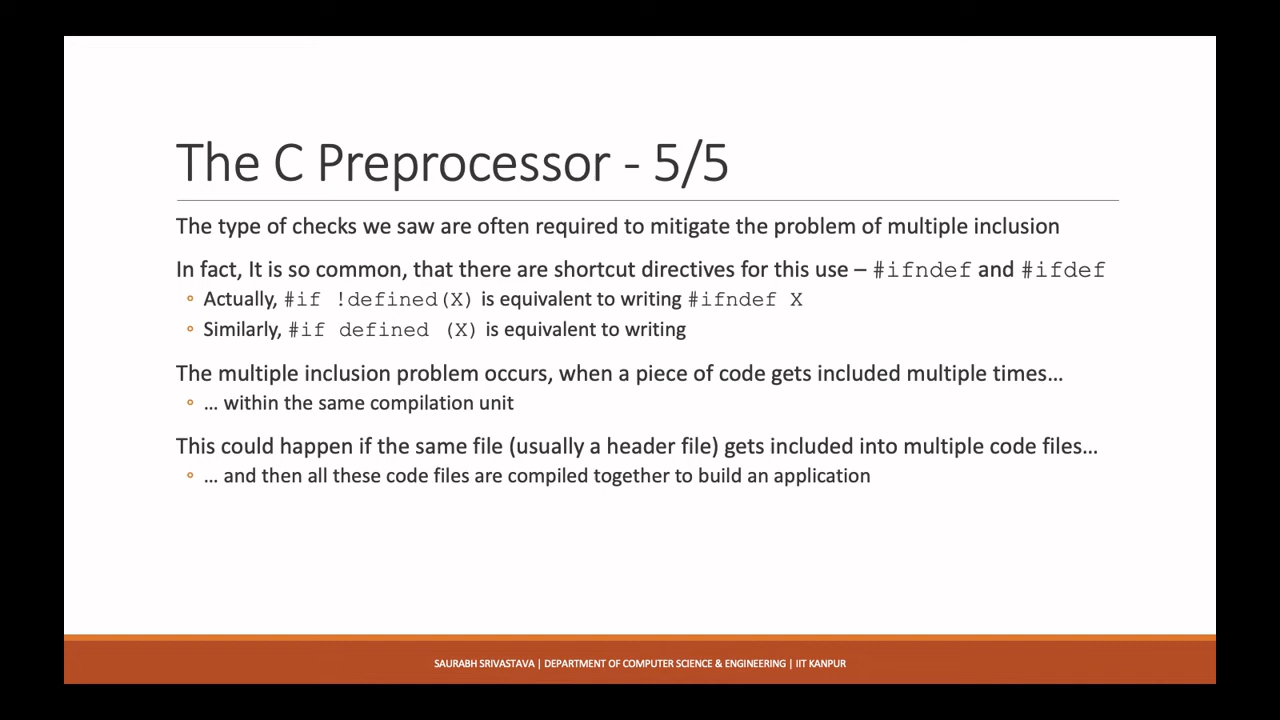 The C Preprocessor - 5/5
The type of checks we saw are often required to mitigate the problem of multiple inclusion
In fact, It is so common, that there are shortcut directives for this use – #ifndef and #ifdef
◦ Actually, #if !defined(X) is equivalent to writing #ifndef X
◦ Similarly, #if defined (X) is equivalent to writing
The multiple inclusion problem occurs, when a piece of code gets included multiple times…
◦ … within the same compilation unit
This could happen if the same file (usually a header file) gets included into multiple code files…
◦ … and then all these code files are compiled together to build an application
SAURABH SRIVASTAVA | DEPARTMENT OF COMPUTER SCIENCE & ENGINEERING | IIT KANPUR